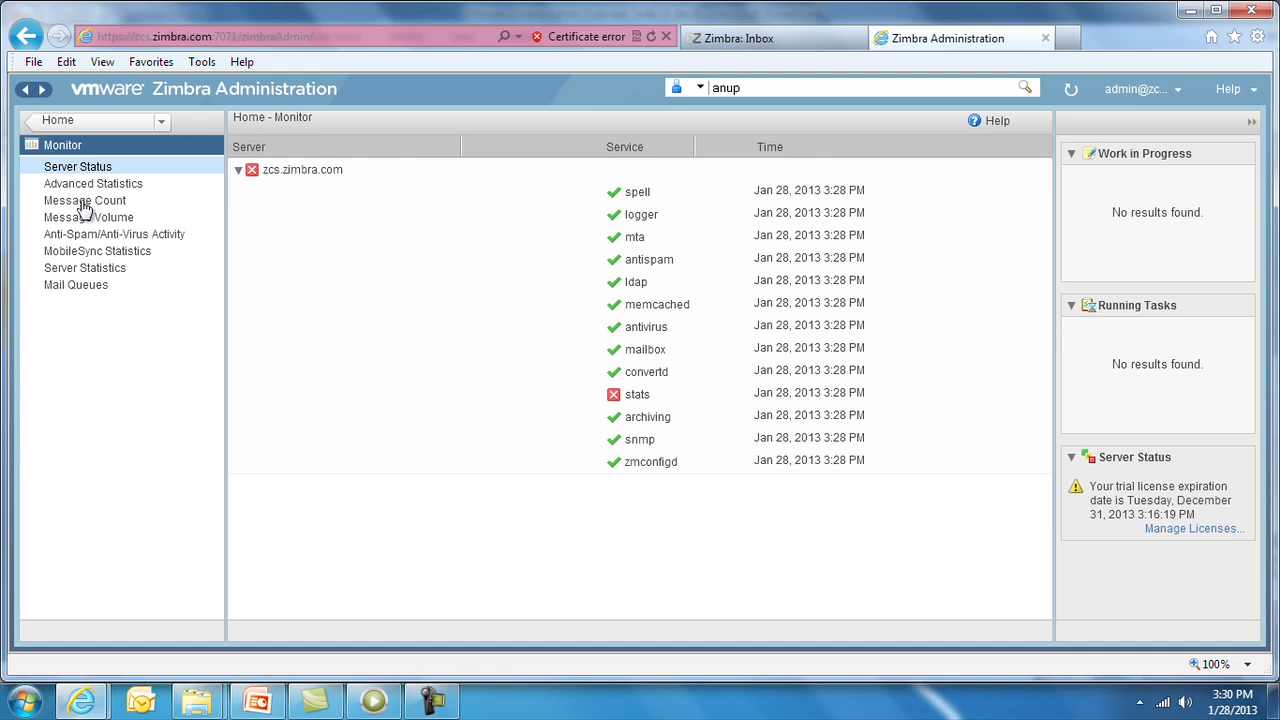 https://zcs.zimbra.com:7071/zimbraAdmin/
Certificate error
Zimbra: Inbox
Zimbra Administration
File Edit View Favorites Tools Help
vmware Zimbra Administration
anup
admin@zc...
Help
Home
Home - Monitor
Help
Monitor
Server Status
Advanced Statistics
Message Count
Message Volume
Anti-Spam/Anti-Virus Activity
MobileSync Statistics
Server Statistics
Mail Queues
Server Service Time
zcs.zimbra.com
spell Jan 28, 2013 3:28 PM
logger Jan 28, 2013 3:28 PM
mta Jan 28, 2013 3:28 PM
antispam Jan 28, 2013 3:28 PM
ldap Jan 28, 2013 3:28 PM
memcached Jan 28, 2013 3:28 PM
antivirus Jan 28, 2013 3:28 PM
mailbox Jan 28, 2013 3:28 PM
convertd Jan 28, 2013 3:28 PM
stats Jan 28, 2013 3:28 PM
archiving Jan 28, 2013 3:28 PM
snmp Jan 28, 2013 3:28 PM
zmconfigd Jan 28, 2013 3:28 PM
Work in Progress
No results found.
Running Tasks
No results found.
Server Status
Your trial license expiration
date is Tuesday, December
31, 2013 3:16:19 PM
Manage Licenses...
100%
3:30 PM
1/28/2013